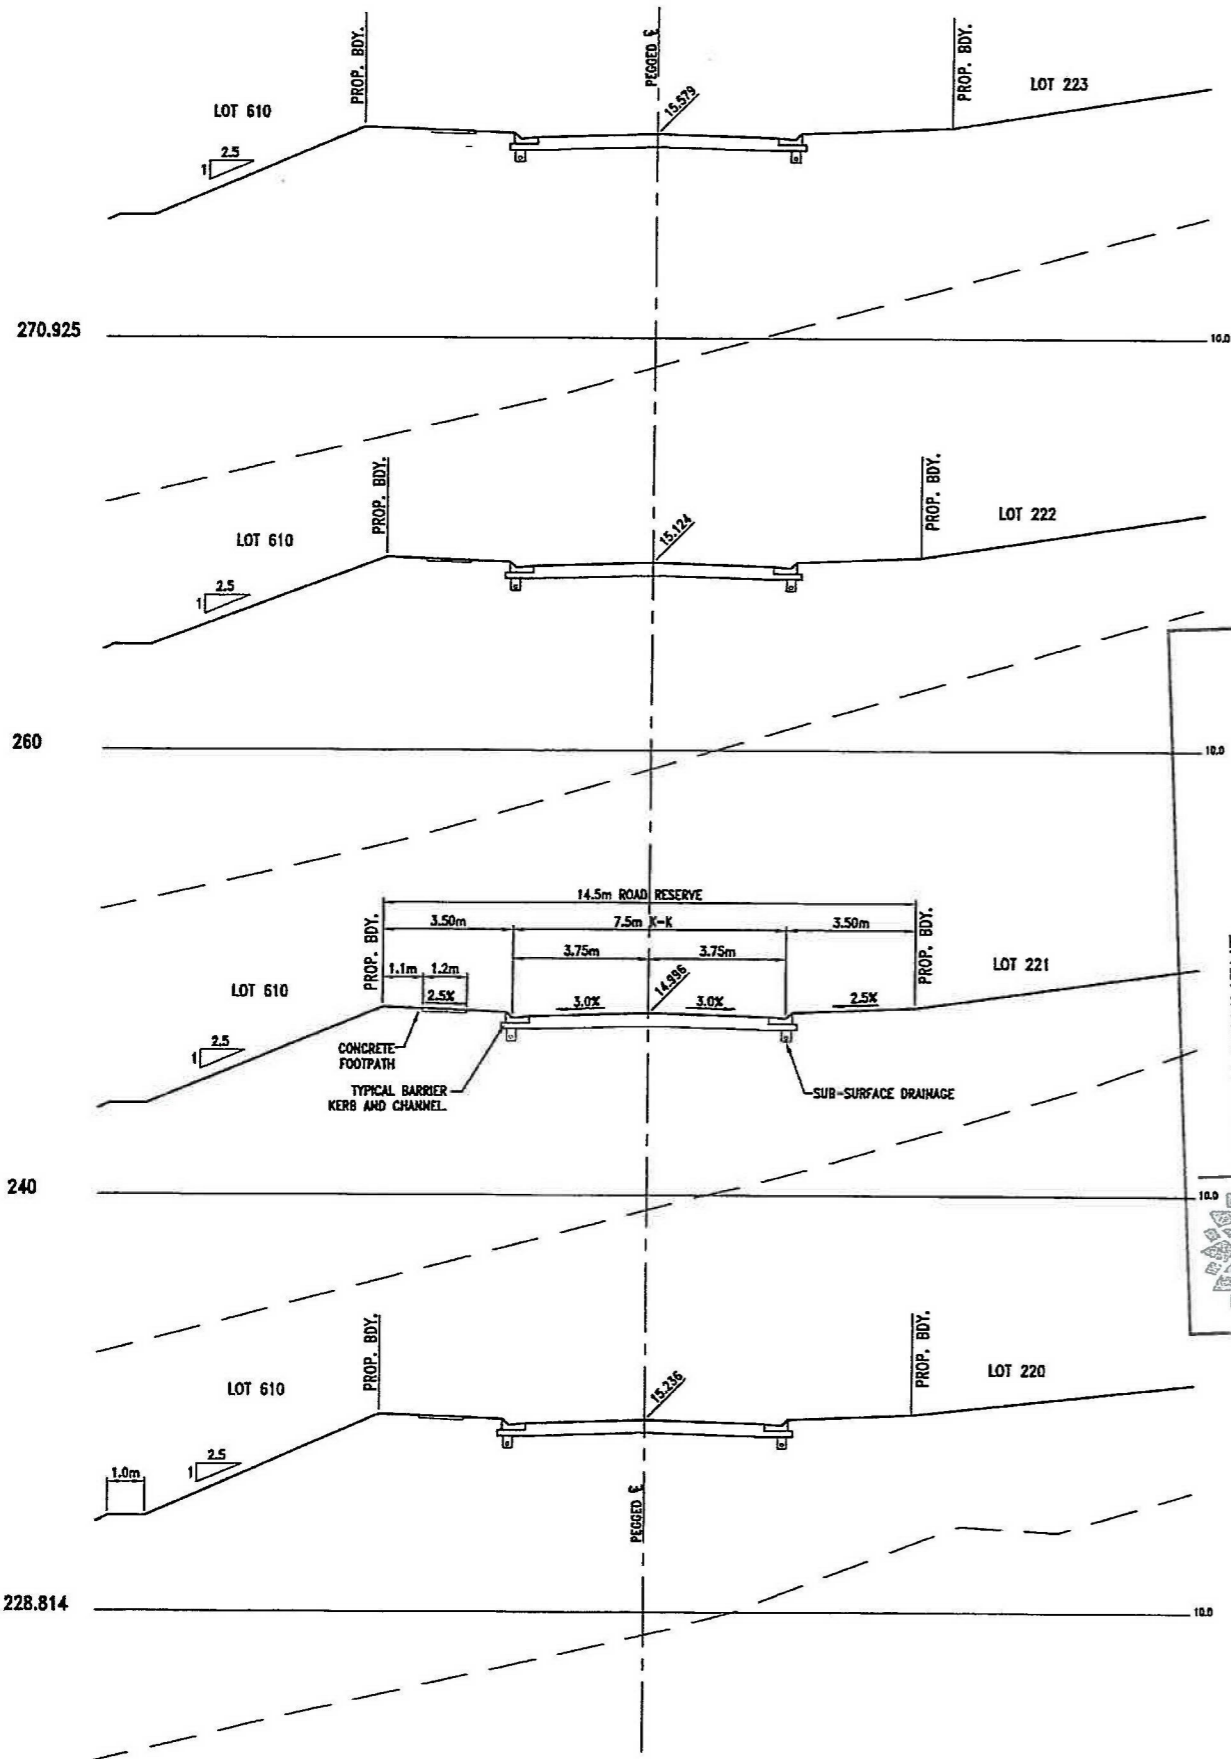 PROP. BDY.
PEGGED ℄
PROP. BDY.
LOT 610
15.579
LOT 223
2.5
1
270.925
10.0
PROP. BDY.
PROP. BDY.
LOT 610
15.124
LOT 222
2.5
1
260
10.0
14.5m ROAD RESERVE
3.50m
7.5m K-K
3.50m
PROP. BDY.
PROP. BDY.
3.75m
3.75m
1.1m
1.2m
LOT 610
LOT 221
14.996
2.5%
3.0%
3.0%
2.5%
2.5
1
CONCRETE
FOOTPATH
TYPICAL BARRIER
KERB AND CHANNEL
SUB-SURFACE DRAINAGE
240
10.0
PROP. BDY.
PROP. BDY.
LOT 610
15.236
LOT 220
2.5
1
1.0m
PEGGED ℄
228.814
10.0